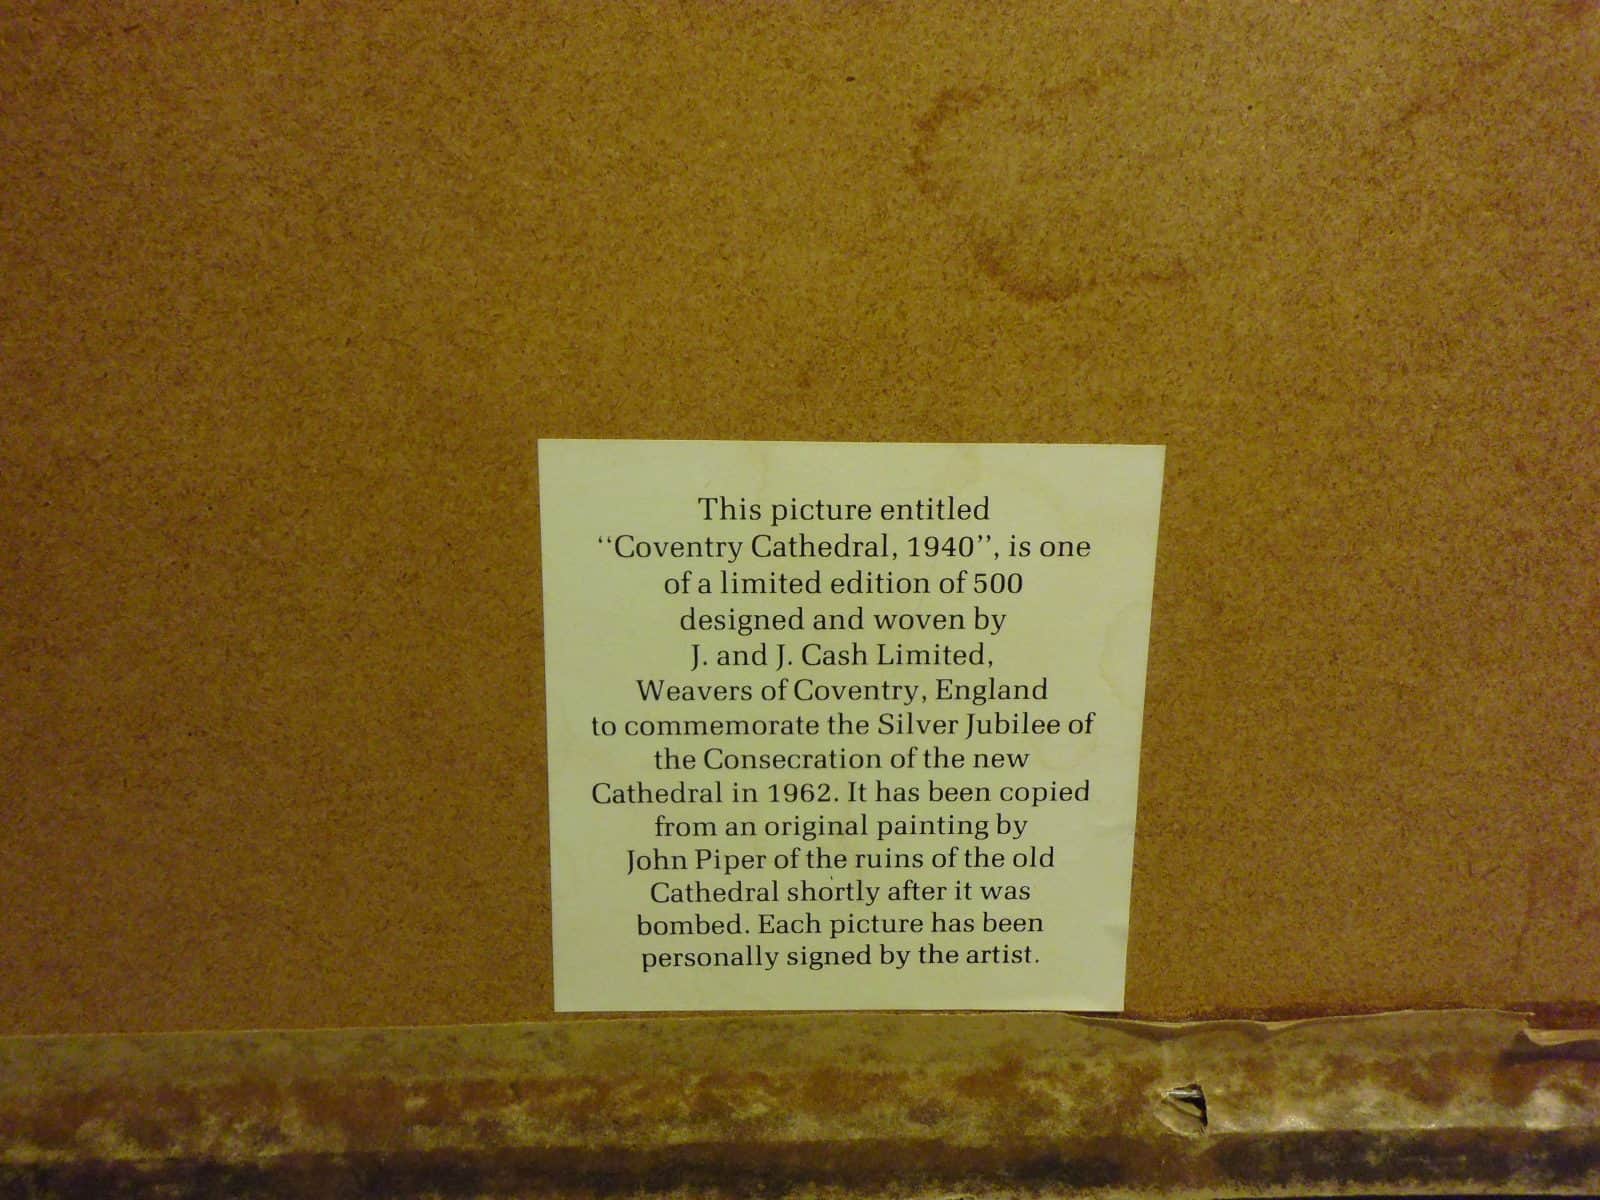 This picture entitled
“Coventry Cathedral, 1940”, is one
of a limited edition of 500
designed and woven by
J. and J. Cash Limited,
Weavers of Coventry, England
to commemorate the Silver Jubilee of
the Consecration of the new
Cathedral in 1962. It has been copied
from an original painting by
John Piper of the ruins of the old
Cathedral shortly after it was
bombed. Each picture has been
personally signed by the artist.